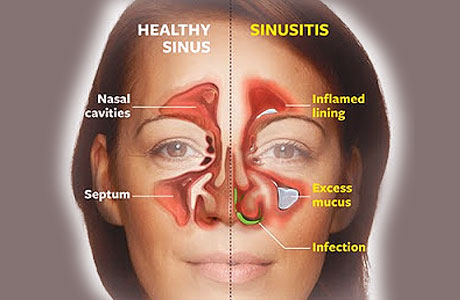 HEALTHY
SINUS
SINUSITIS
Nasal
cavities
Inflamed
lining
Septum
Excess
mucus
Infection